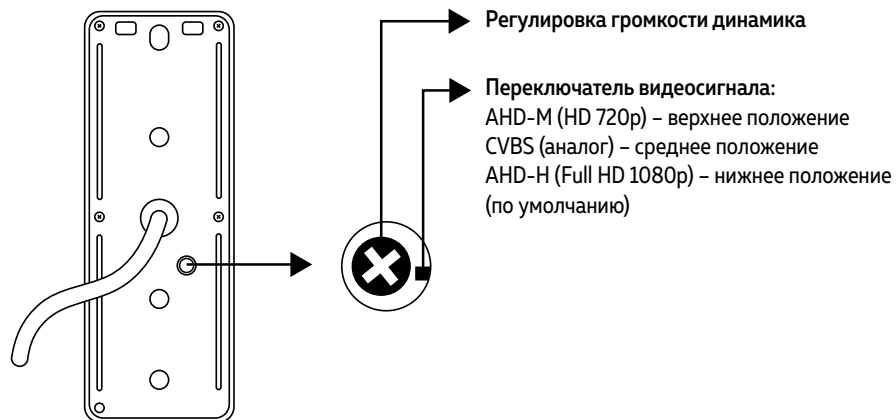 Регулировка громкости динамика
Переключатель видеосигнала:
AHD-M (HD 720p) – верхнее положение
CVBS (аналог) – среднее положение
AHD-H (Full HD 1080p) – нижнее положение
(по умолчанию)